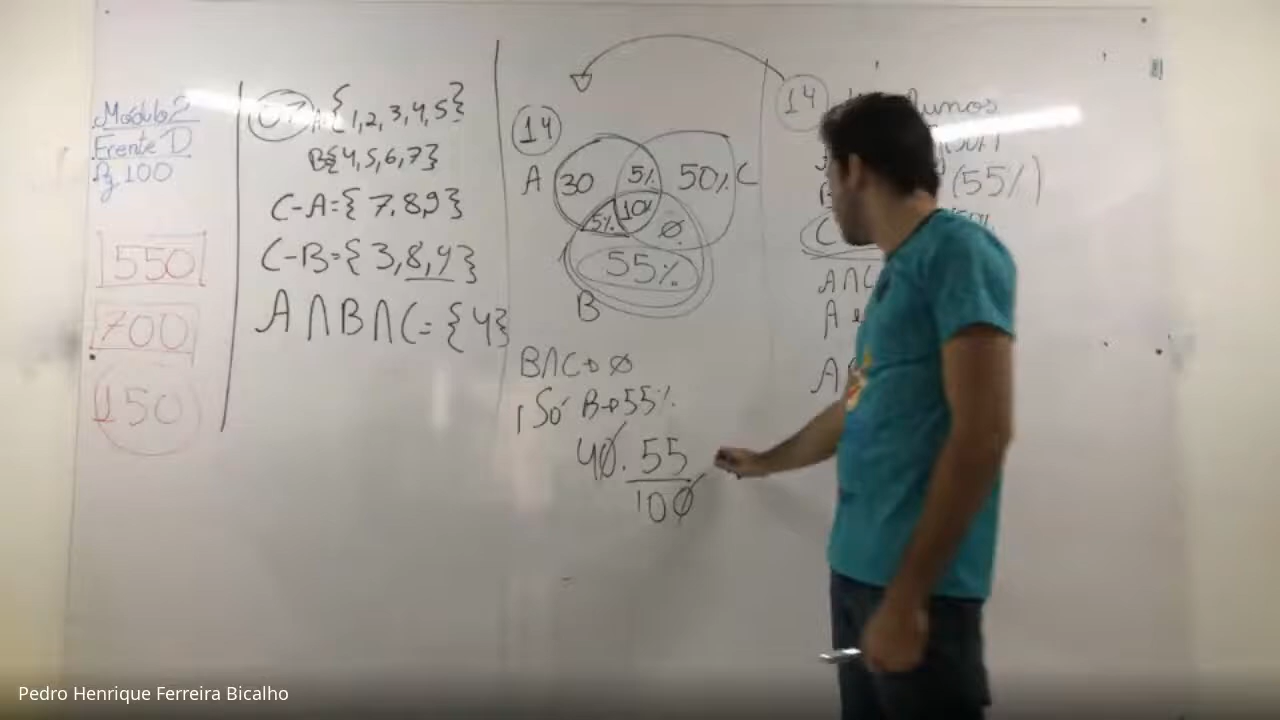 Módulo 2
Frente D
Pg 100
550
700
150
07 A{1,2,3,4,5}
B{4,5,6,7}
C-A={7,8,9}
C-B={3,8,9}
A∩B∩C={4}
14
A 30 5% 50% C
5% 10% ∅
55%
B
B∩C→∅
Só B→55%
40.55
100
14
(55%)
A∩C
A e
Pedro Henrique Ferreira Bicalho